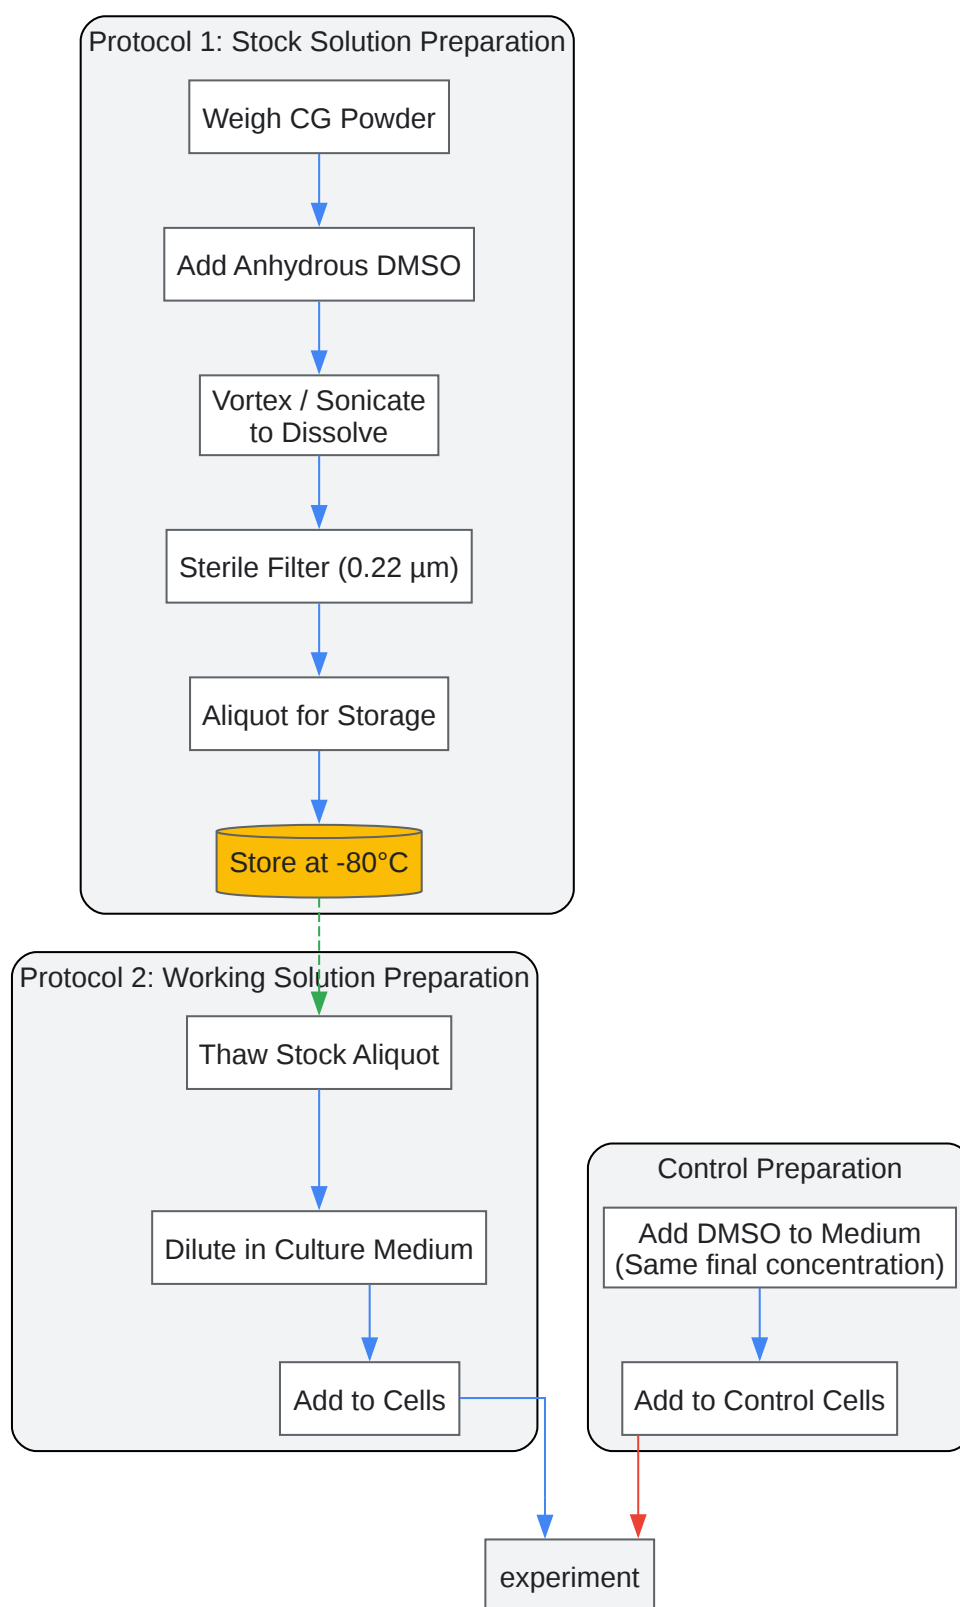 Protocol 1: Stock Solution Preparation
Weigh CG Powder
Add Anhydrous DMSO
Vortex / Sonicate
to Dissolve
Sterile Filter (0.22 µm)
Aliquot for Storage
Store at -80°C
Protocol 2: Working Solution Preparation
Thaw Stock Aliquot
Dilute in Culture Medium
Add to Cells
Control Preparation
Add DMSO to Medium
(Same final concentration)
Add to Control Cells
experiment